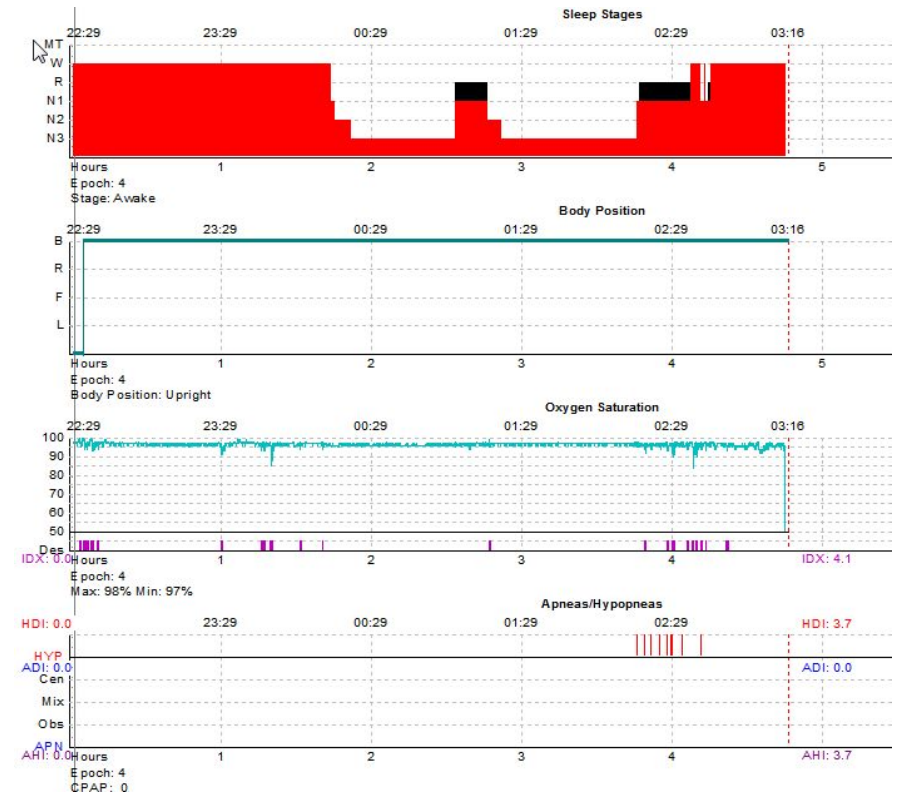 Sleep Stages
22:29 23:29 00:29 01:29 02:29 03:16
MT
W
R
N1
N2
N3
Hours 1 2 3 4 5
Epoch: 4
Stage: Awake
Body Position
22:29 23:29 00:29 01:29 02:29 03:16
B
R
F
L
Hours 1 2 3 4 5
Epoch: 4
Body Position: Upright
Oxygen Saturation
22:29 23:29 00:29 01:29 02:29 03:16
100
90
80
70
60
50
Des
IDX: 0.0 Hours 1 2 3 4 IDX: 4.1
Epoch: 4
Max: 98% Min: 97%
Apneas/Hypopneas
HDI: 0.0 23:29 00:29 01:29 02:29 HDI: 3.7
HYP
ADI: 0.0 ADI: 0.0
Cen
Mix
Obs
APN
AHI: 0.0 Hours 1 2 3 4 AHI: 3.7
Epoch: 4
CPAP: 0